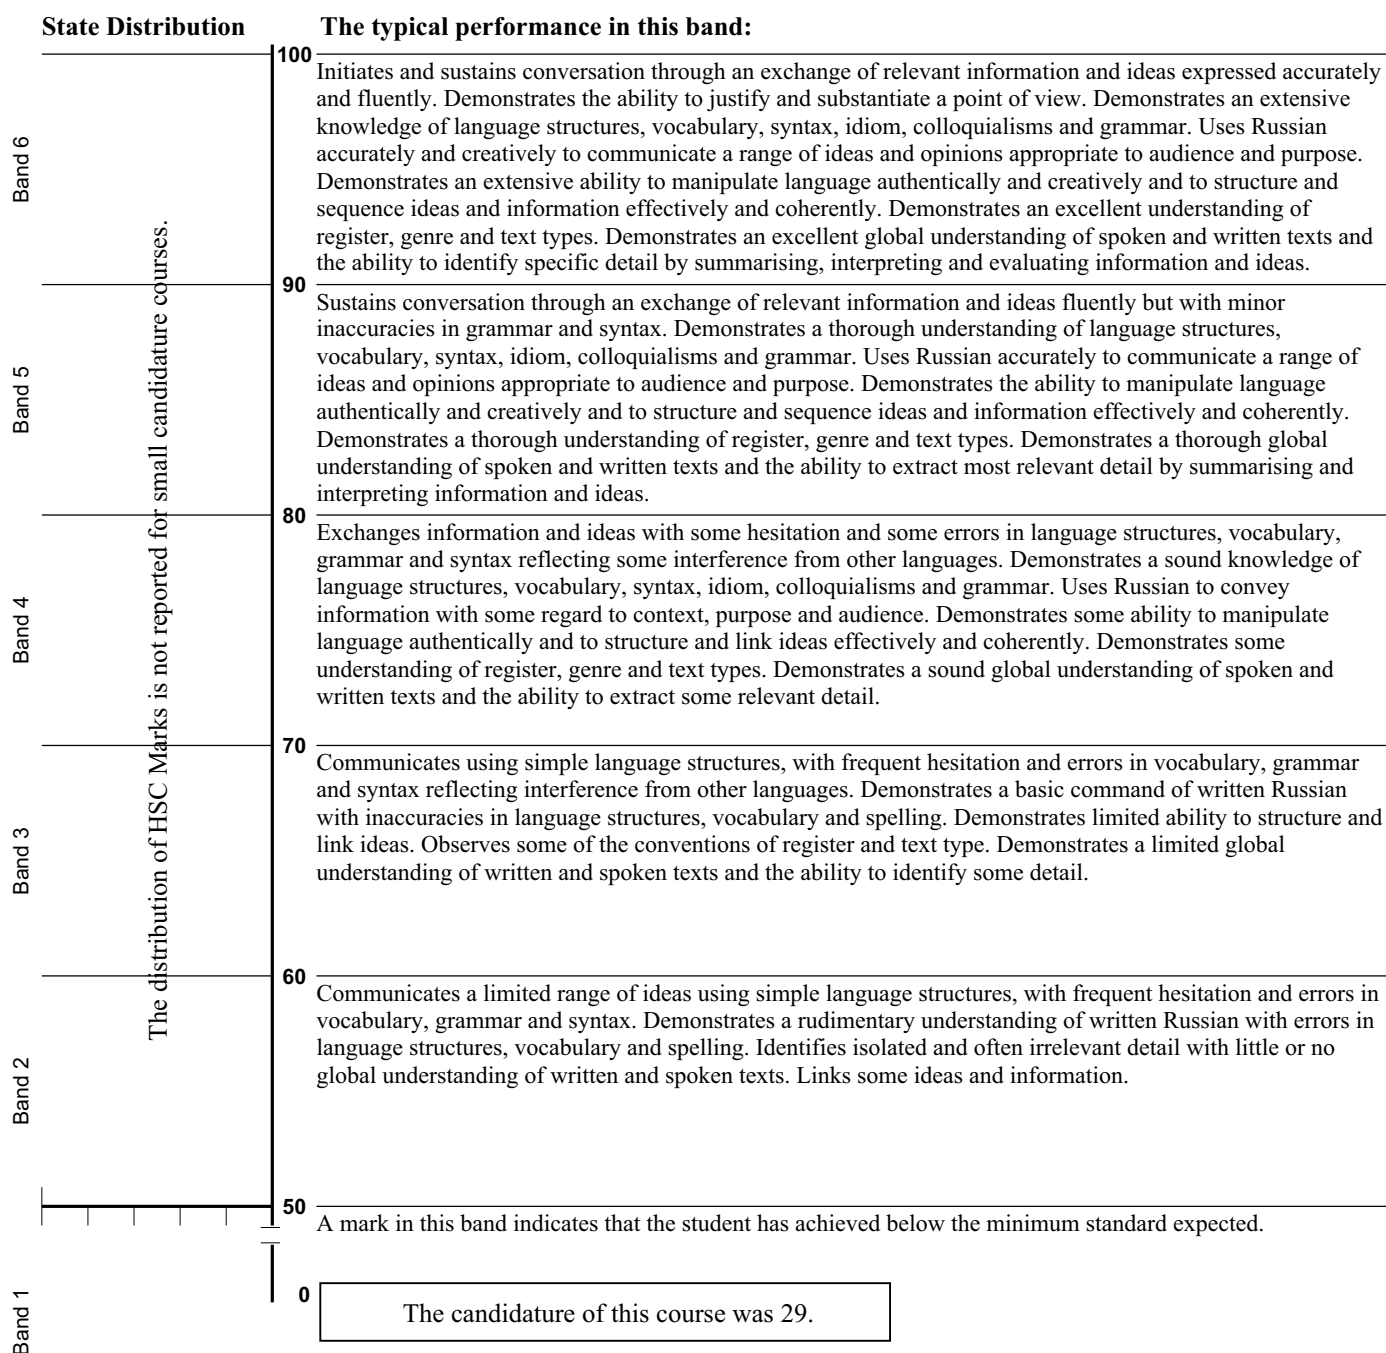 State Distribution
The typical performance in this band:
100
Band 6
Initiates and sustains conversation through an exchange of relevant information and ideas expressed accurately
and fluently. Demonstrates the ability to justify and substantiate a point of view. Demonstrates an extensive
knowledge of language structures, vocabulary, syntax, idiom, colloquialisms and grammar. Uses Russian
accurately and creatively to communicate a range of ideas and opinions appropriate to audience and purpose.
Demonstrates an extensive ability to manipulate language authentically and creatively and to structure and
sequence ideas and information effectively and coherently. Demonstrates an excellent understanding of
register, genre and text types. Demonstrates an excellent global understanding of spoken and written texts and
the ability to identify specific detail by summarising, interpreting and evaluating information and ideas.
The distribution of HSC Marks is not reported for small candidature courses.
90
Band 5
Sustains conversation through an exchange of relevant information and ideas fluently but with minor
inaccuracies in grammar and syntax. Demonstrates a thorough understanding of language structures,
vocabulary, syntax, idiom, colloquialisms and grammar. Uses Russian accurately to communicate a range of
ideas and opinions appropriate to audience and purpose. Demonstrates the ability to manipulate language
authentically and creatively and to structure and sequence ideas and information effectively and coherently.
Demonstrates a thorough understanding of register, genre and text types. Demonstrates a thorough global
understanding of spoken and written texts and the ability to extract most relevant detail by summarising and
interpreting information and ideas.
80
Band 4
Exchanges information and ideas with some hesitation and some errors in language structures, vocabulary,
grammar and syntax reflecting some interference from other languages. Demonstrates a sound knowledge of
language structures, vocabulary, syntax, idiom, colloquialisms and grammar. Uses Russian to convey
information with some regard to context, purpose and audience. Demonstrates some ability to manipulate
language authentically and to structure and link ideas effectively and coherently. Demonstrates some
understanding of register, genre and text types. Demonstrates a sound global understanding of spoken and
written texts and the ability to extract some relevant detail.
70
Band 3
Communicates using simple language structures, with frequent hesitation and errors in vocabulary, grammar
and syntax reflecting interference from other languages. Demonstrates a basic command of written Russian
with inaccuracies in language structures, vocabulary and spelling. Demonstrates limited ability to structure and
link ideas. Observes some of the conventions of register and text type. Demonstrates a limited global
understanding of written and spoken texts and the ability to identify some detail.
60
Band 2
Communicates a limited range of ideas using simple language structures, with frequent hesitation and errors in
vocabulary, grammar and syntax. Demonstrates a rudimentary understanding of written Russian with errors in
language structures, vocabulary and spelling. Identifies isolated and often irrelevant detail with little or no
global understanding of written and spoken texts. Links some ideas and information.
50
A mark in this band indicates that the student has achieved below the minimum standard expected.
Band 1
0
The candidature of this course was 29.